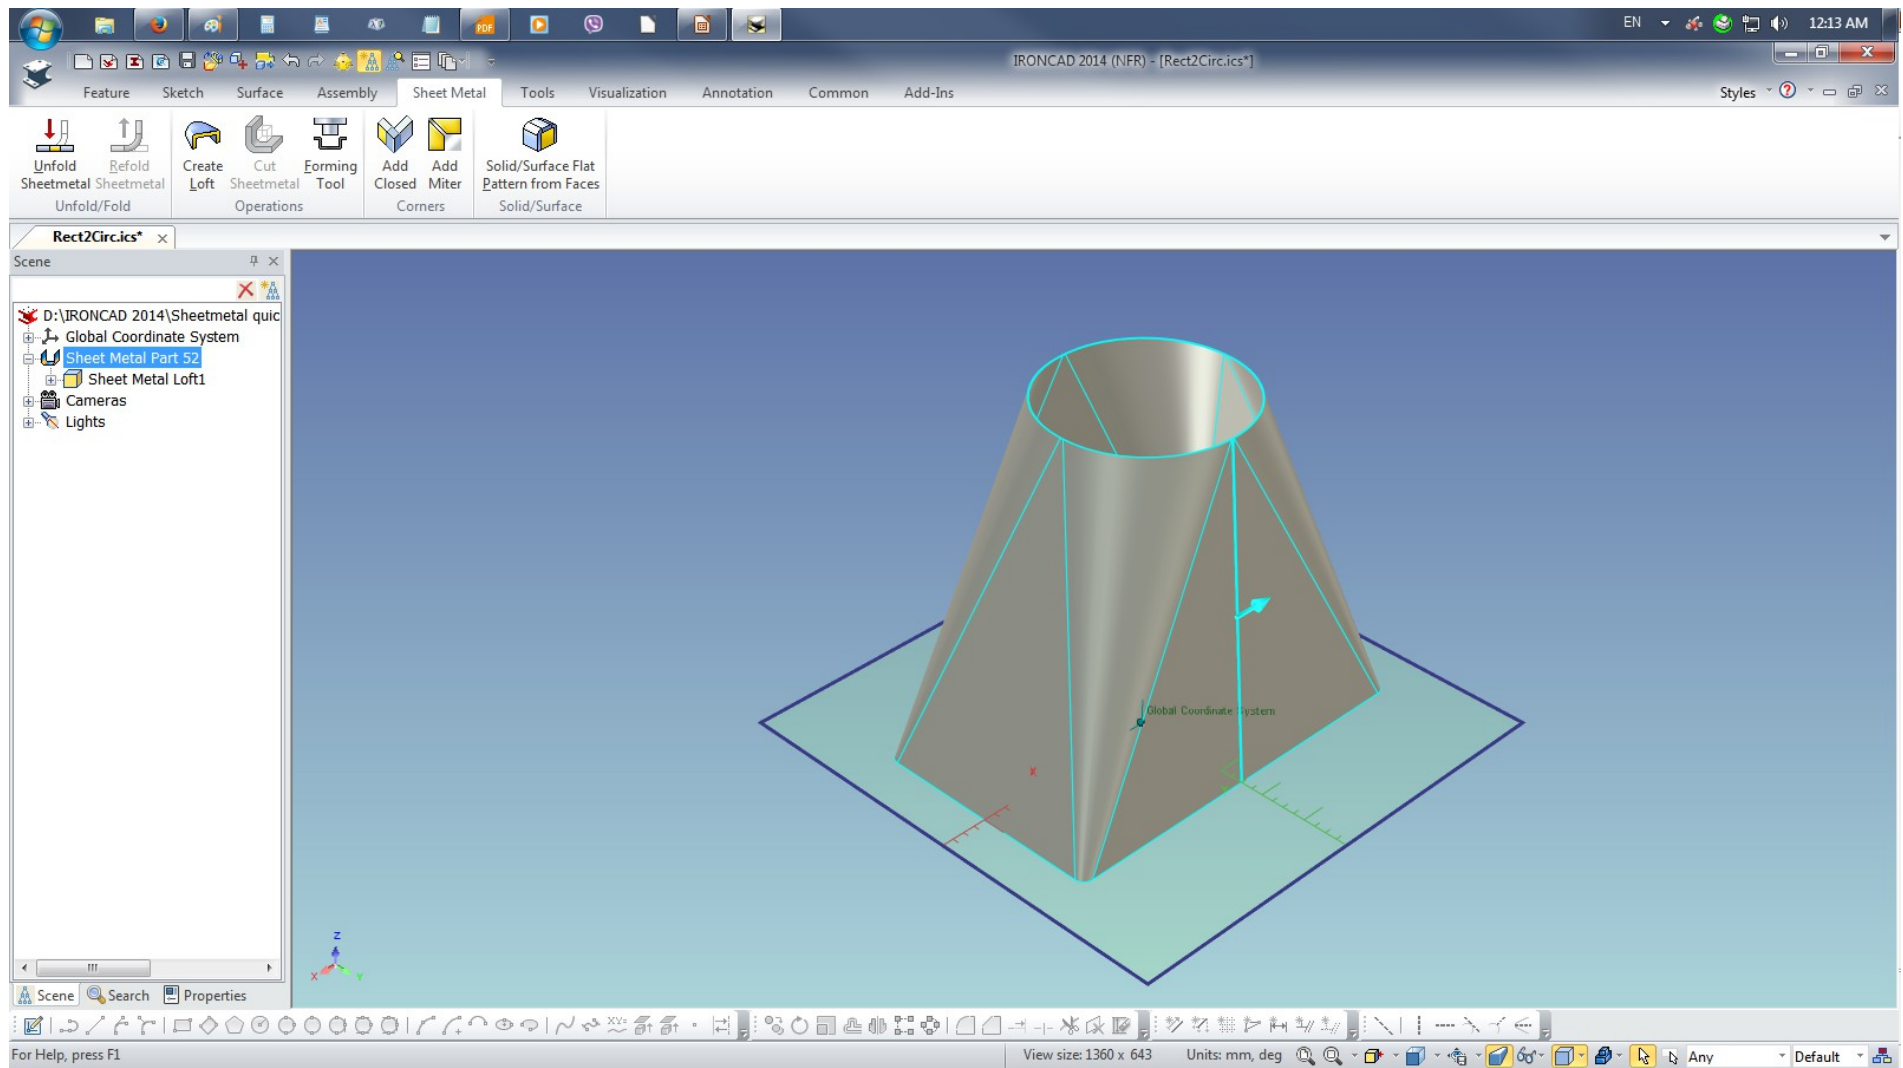 EN
12:13 AM
IRONCAD 2014 (NFR) - [Rect2Circ.ics*]
Feature Sketch Surface Assembly Sheet Metal Tools Visualization Annotation Common Add-Ins Styles
Unfold Sheetmetal
Refold Sheetmetal
Create Loft
Cut Sheetmetal
Forming Tool
Add Closed
Add Miter
Solid/Surface Flat Pattern from Faces
Unfold/Fold Operations Corners Solid/Surface
Rect2Circ.ics*
Scene
D:\IRONCAD 2014\Sheetmetal quic
Global Coordinate System
Sheet Metal Part 52
Sheet Metal Loft1
Cameras
Lights
Global Coordinate System
X
Z
X Y
Scene Search Properties
For Help, press F1
View size: 1360 x 643 Units: mm, deg Any Default